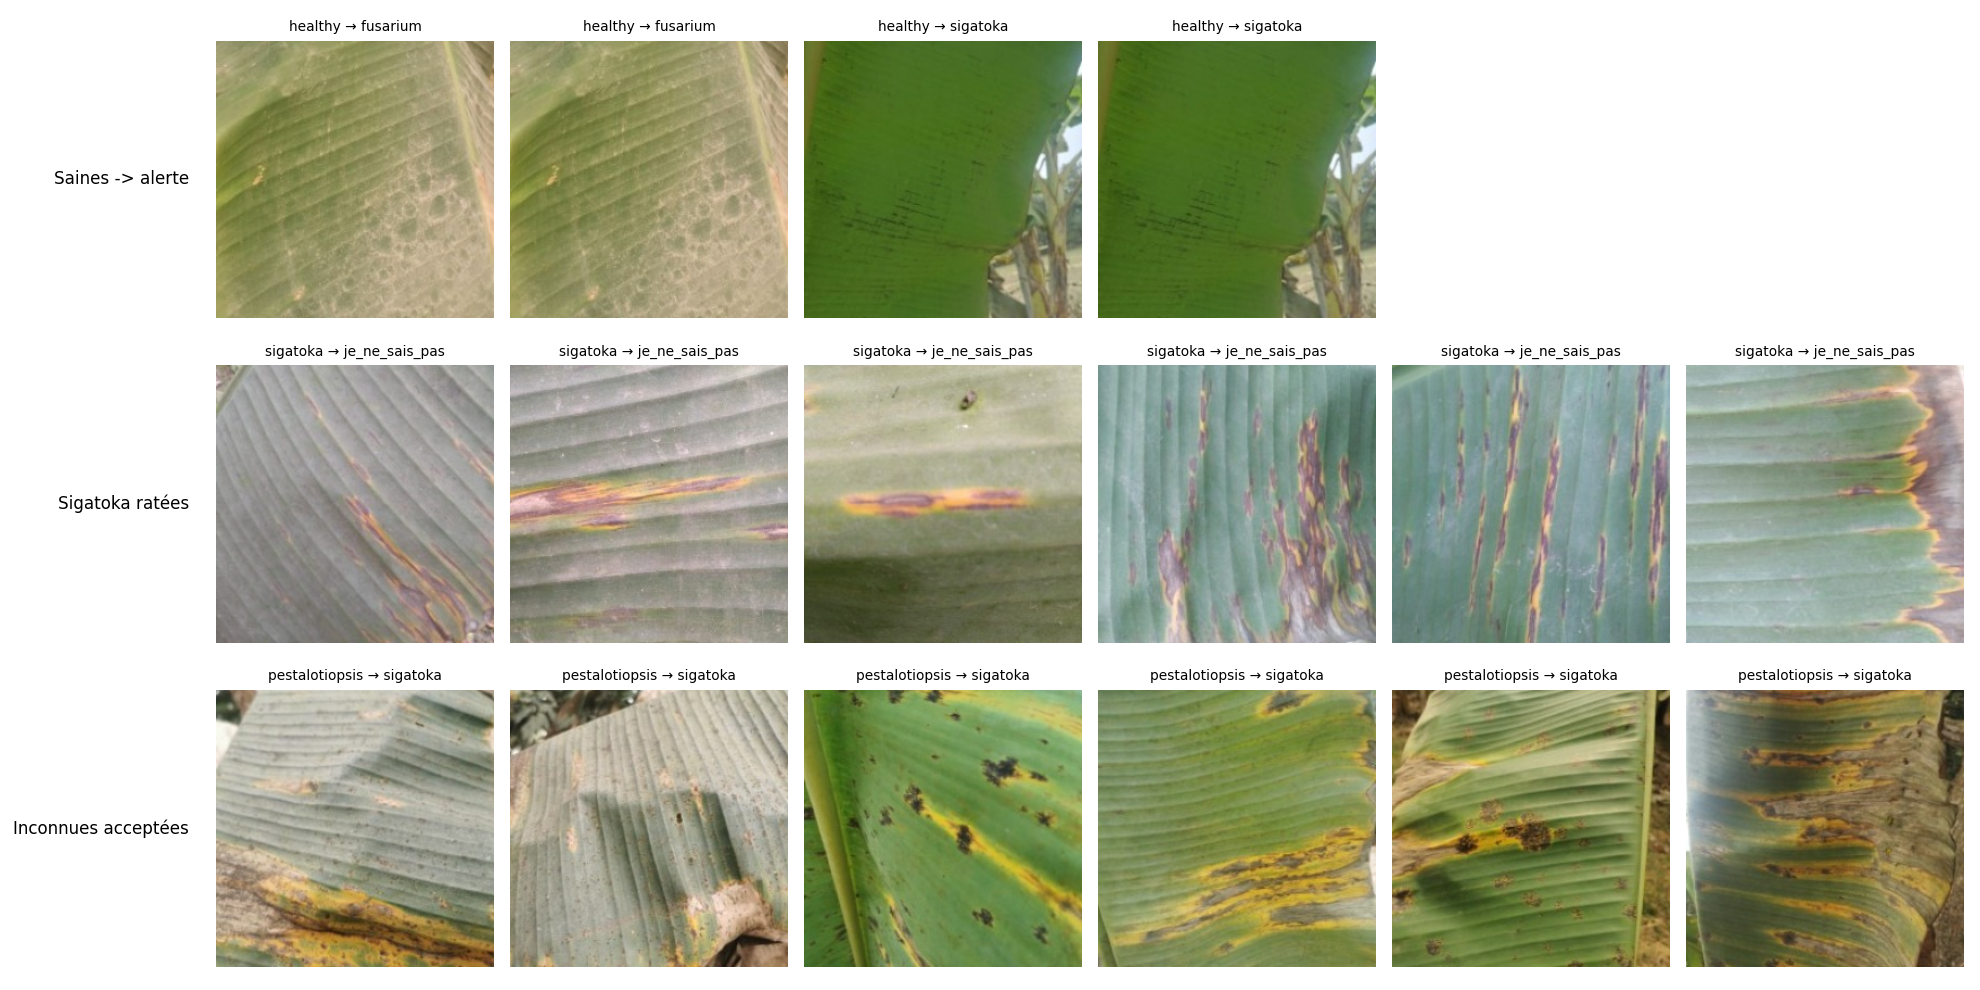 healthy → fusarium
healthy → fusarium
healthy → sigatoka
healthy → sigatoka
Saines -> alerte
sigatoka → je_ne_sais_pas
sigatoka → je_ne_sais_pas
sigatoka → je_ne_sais_pas
sigatoka → je_ne_sais_pas
sigatoka → je_ne_sais_pas
sigatoka → je_ne_sais_pas
Sigatoka ratées
pestalotiopsis → sigatoka
pestalotiopsis → sigatoka
pestalotiopsis → sigatoka
pestalotiopsis → sigatoka
pestalotiopsis → sigatoka
pestalotiopsis → sigatoka
Inconnues acceptées